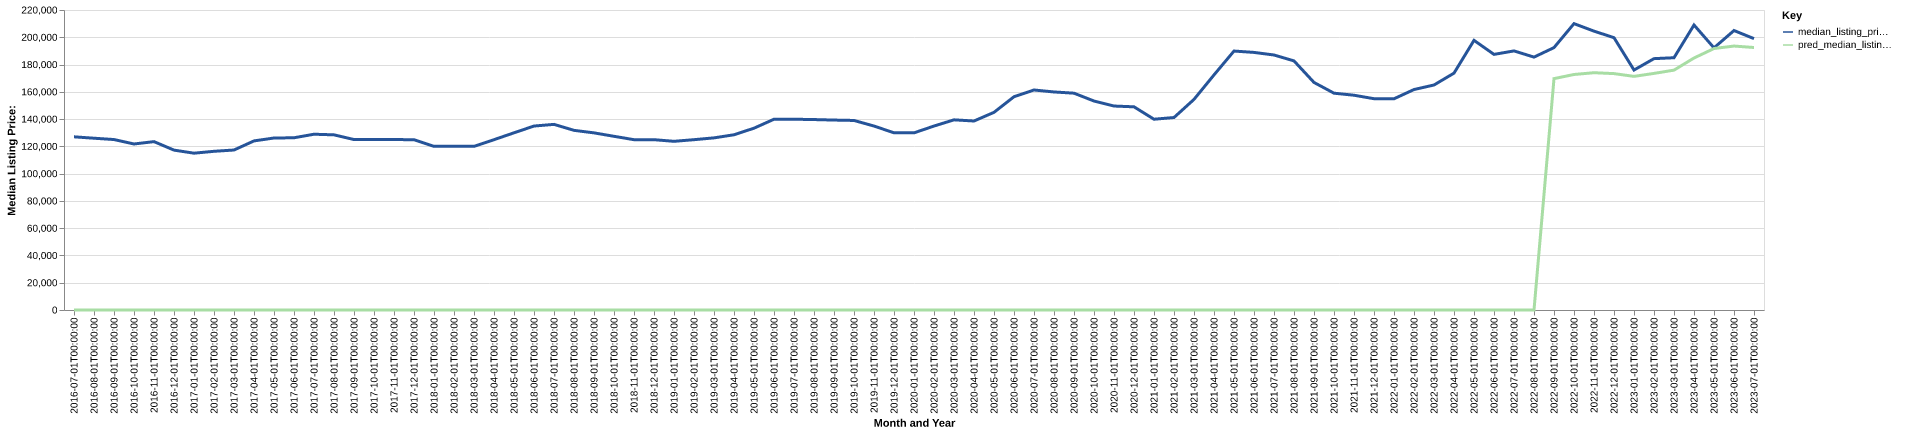 220,000
200,000
180,000
160,000
140,000
120,000
100,000
80,000
60,000
40,000
20,000
0
Median Listing Price:
2016-07-01T00:00:00
2016-08-01T00:00:00
2016-09-01T00:00:00
2016-10-01T00:00:00
2016-11-01T00:00:00
2016-12-01T00:00:00
2017-01-01T00:00:00
2017-02-01T00:00:00
2017-03-01T00:00:00
2017-04-01T00:00:00
2017-05-01T00:00:00
2017-06-01T00:00:00
2017-07-01T00:00:00
2017-08-01T00:00:00
2017-09-01T00:00:00
2017-10-01T00:00:00
2017-11-01T00:00:00
2017-12-01T00:00:00
2018-01-01T00:00:00
2018-02-01T00:00:00
2018-03-01T00:00:00
2018-04-01T00:00:00
2018-05-01T00:00:00
2018-06-01T00:00:00
2018-07-01T00:00:00
2018-08-01T00:00:00
2018-09-01T00:00:00
2018-10-01T00:00:00
2018-11-01T00:00:00
2018-12-01T00:00:00
2019-01-01T00:00:00
2019-02-01T00:00:00
2019-03-01T00:00:00
2019-04-01T00:00:00
2019-05-01T00:00:00
2019-06-01T00:00:00
2019-07-01T00:00:00
2019-08-01T00:00:00
2019-09-01T00:00:00
2019-10-01T00:00:00
2019-11-01T00:00:00
2019-12-01T00:00:00
2020-01-01T00:00:00
2020-02-01T00:00:00
2020-03-01T00:00:00
2020-04-01T00:00:00
2020-05-01T00:00:00
2020-06-01T00:00:00
2020-07-01T00:00:00
2020-08-01T00:00:00
2020-09-01T00:00:00
2020-10-01T00:00:00
2020-11-01T00:00:00
2020-12-01T00:00:00
2021-01-01T00:00:00
2021-02-01T00:00:00
2021-03-01T00:00:00
2021-04-01T00:00:00
2021-05-01T00:00:00
2021-06-01T00:00:00
2021-07-01T00:00:00
2021-08-01T00:00:00
2021-09-01T00:00:00
2021-10-01T00:00:00
2021-11-01T00:00:00
2021-12-01T00:00:00
2022-01-01T00:00:00
2022-02-01T00:00:00
2022-03-01T00:00:00
2022-04-01T00:00:00
2022-05-01T00:00:00
2022-06-01T00:00:00
2022-07-01T00:00:00
2022-08-01T00:00:00
2022-09-01T00:00:00
2022-10-01T00:00:00
2022-11-01T00:00:00
2022-12-01T00:00:00
2023-01-01T00:00:00
2023-02-01T00:00:00
2023-03-01T00:00:00
2023-04-01T00:00:00
2023-05-01T00:00:00
2023-06-01T00:00:00
2023-07-01T00:00:00
Month and Year
Key
median_listing_pri…
pred_median_listin…